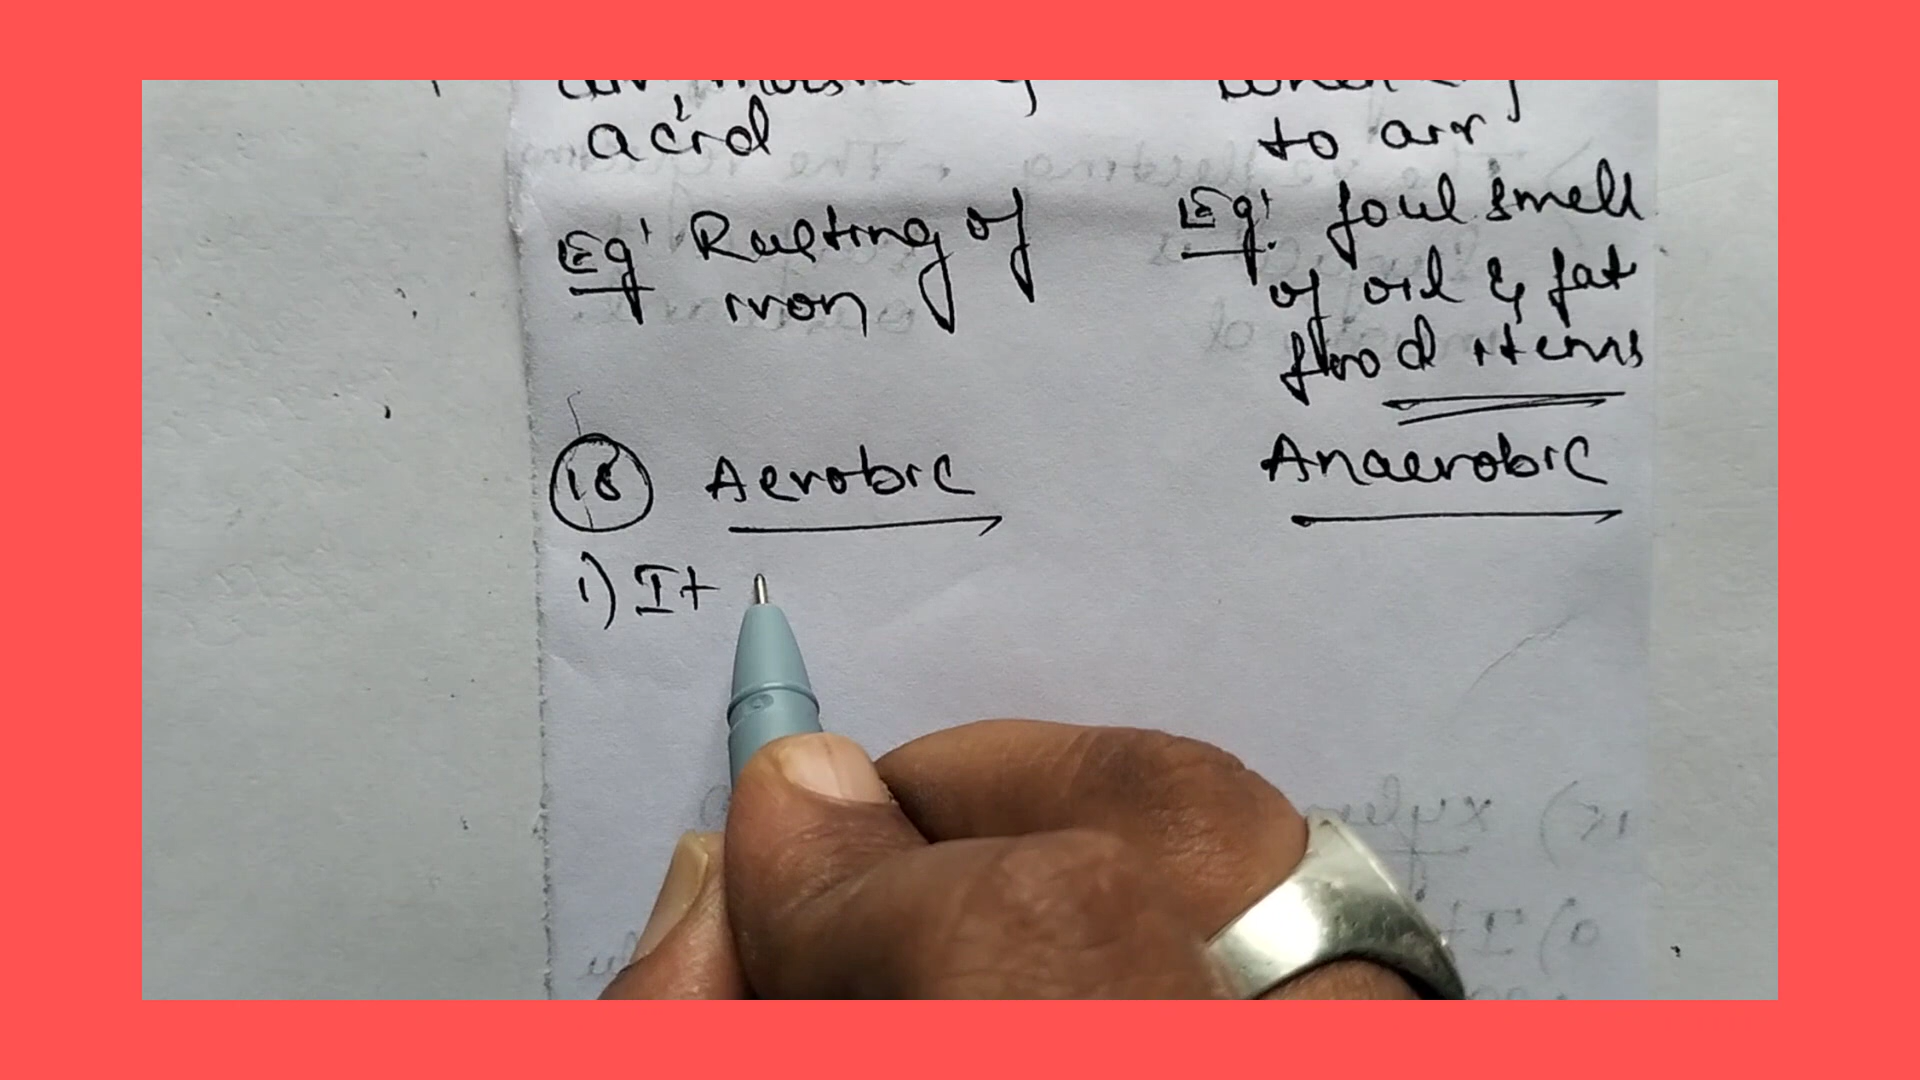 acid
to air
Eg: Rusting of
iron
Eg: foul smell
of oil & fat
food items
18 Aerobic
Anaerobic
i) It